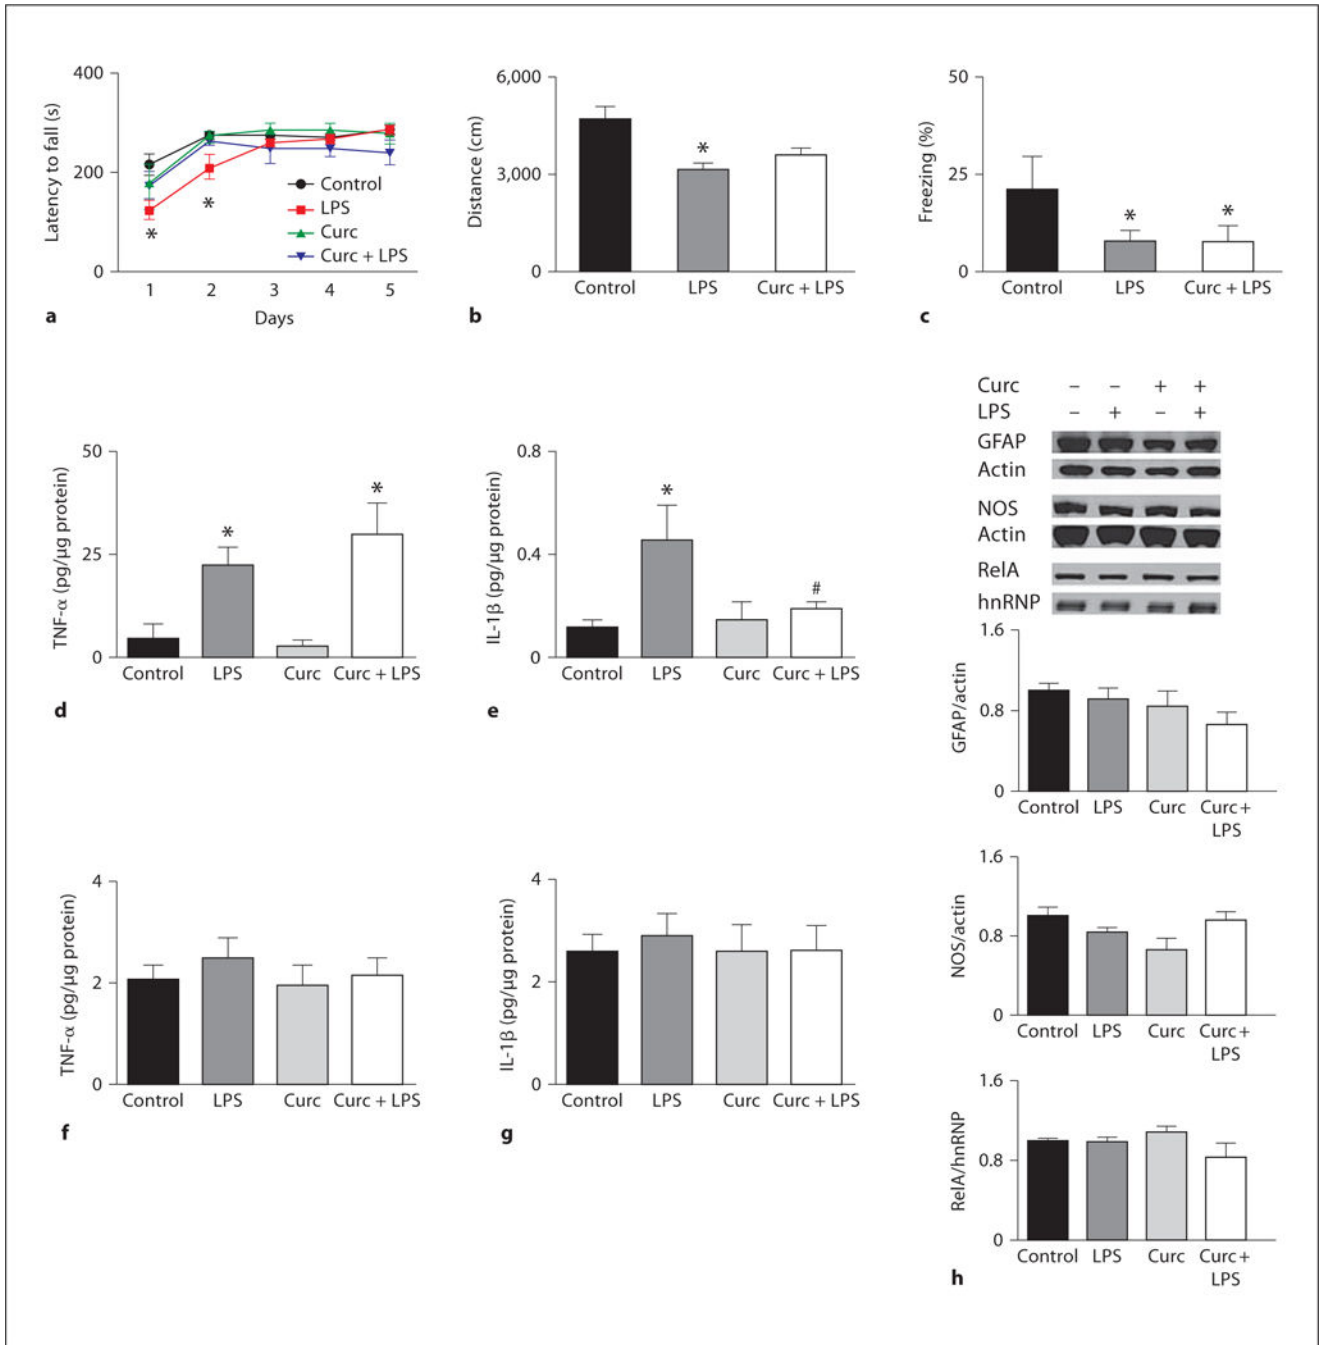 400
200
0
Latency to fall (s)
*
*
Control
LPS
Curc
Curc + LPS
1 2 3 4 5
Days
a
6,000
3,000
0
Distance (cm)
*
Control LPS Curc + LPS
b
50
25
0
Freezing (%)
* *
Control LPS Curc + LPS
c
50
25
0
TNF-α (pg/μg protein)
* *
Control LPS Curc Curc + LPS
d
0.8
0.4
0
IL-1β (pg/μg protein)
*
#
Control LPS Curc Curc + LPS
e
4
2
0
TNF-α (pg/μg protein)
Control LPS Curc Curc + LPS
f
4
2
0
IL-1β (pg/μg protein)
Control LPS Curc Curc + LPS
g
Curc – – + +
LPS – + – +
GFAP
Actin
NOS
Actin
RelA
hnRNP
1.6
0.8
0
GFAP/actin
Control LPS Curc Curc +
LPS
1.6
0.8
0
NOS/actin
Control LPS Curc Curc +
LPS
1.6
0.8
0
RelA/hnRNP
Control LPS Curc Curc +
LPS
h